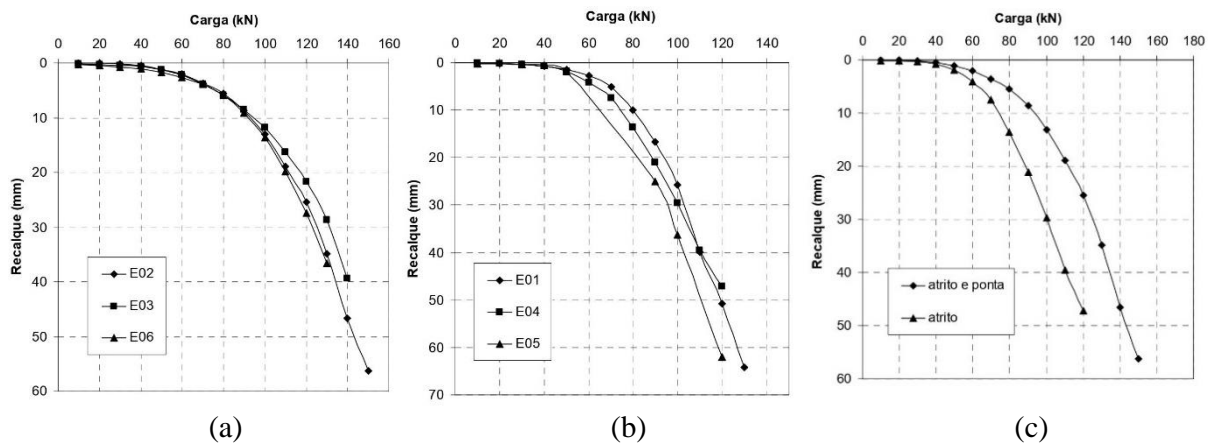 Carga (kN)
0 20 40 60 80 100 120 140 160
0
10
20
30
40
50
60
Recalque (mm)
E02
E03
E06
(a)
Carga (kN)
0 20 40 60 80 100 120 140
0
10
20
30
40
50
60
70
Recalque (mm)
E01
E04
E05
(b)
Carga (kN)
0 20 40 60 80 100 120 140 160 180
0
10
20
30
40
50
60
Recalque (mm)
atrito e ponta
atrito
(c)